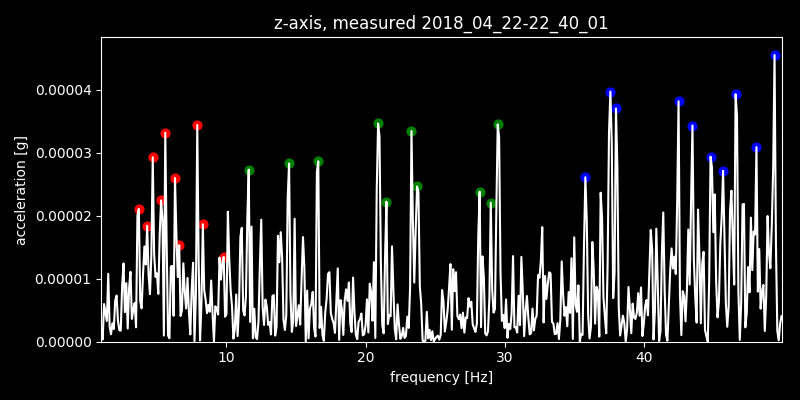 z-axis, measured 2018_04_22-22_40_01
acceleration [g]
0.00004
0.00003
0.00002
0.00001
0.00000
10 20 30 40
frequency [Hz]